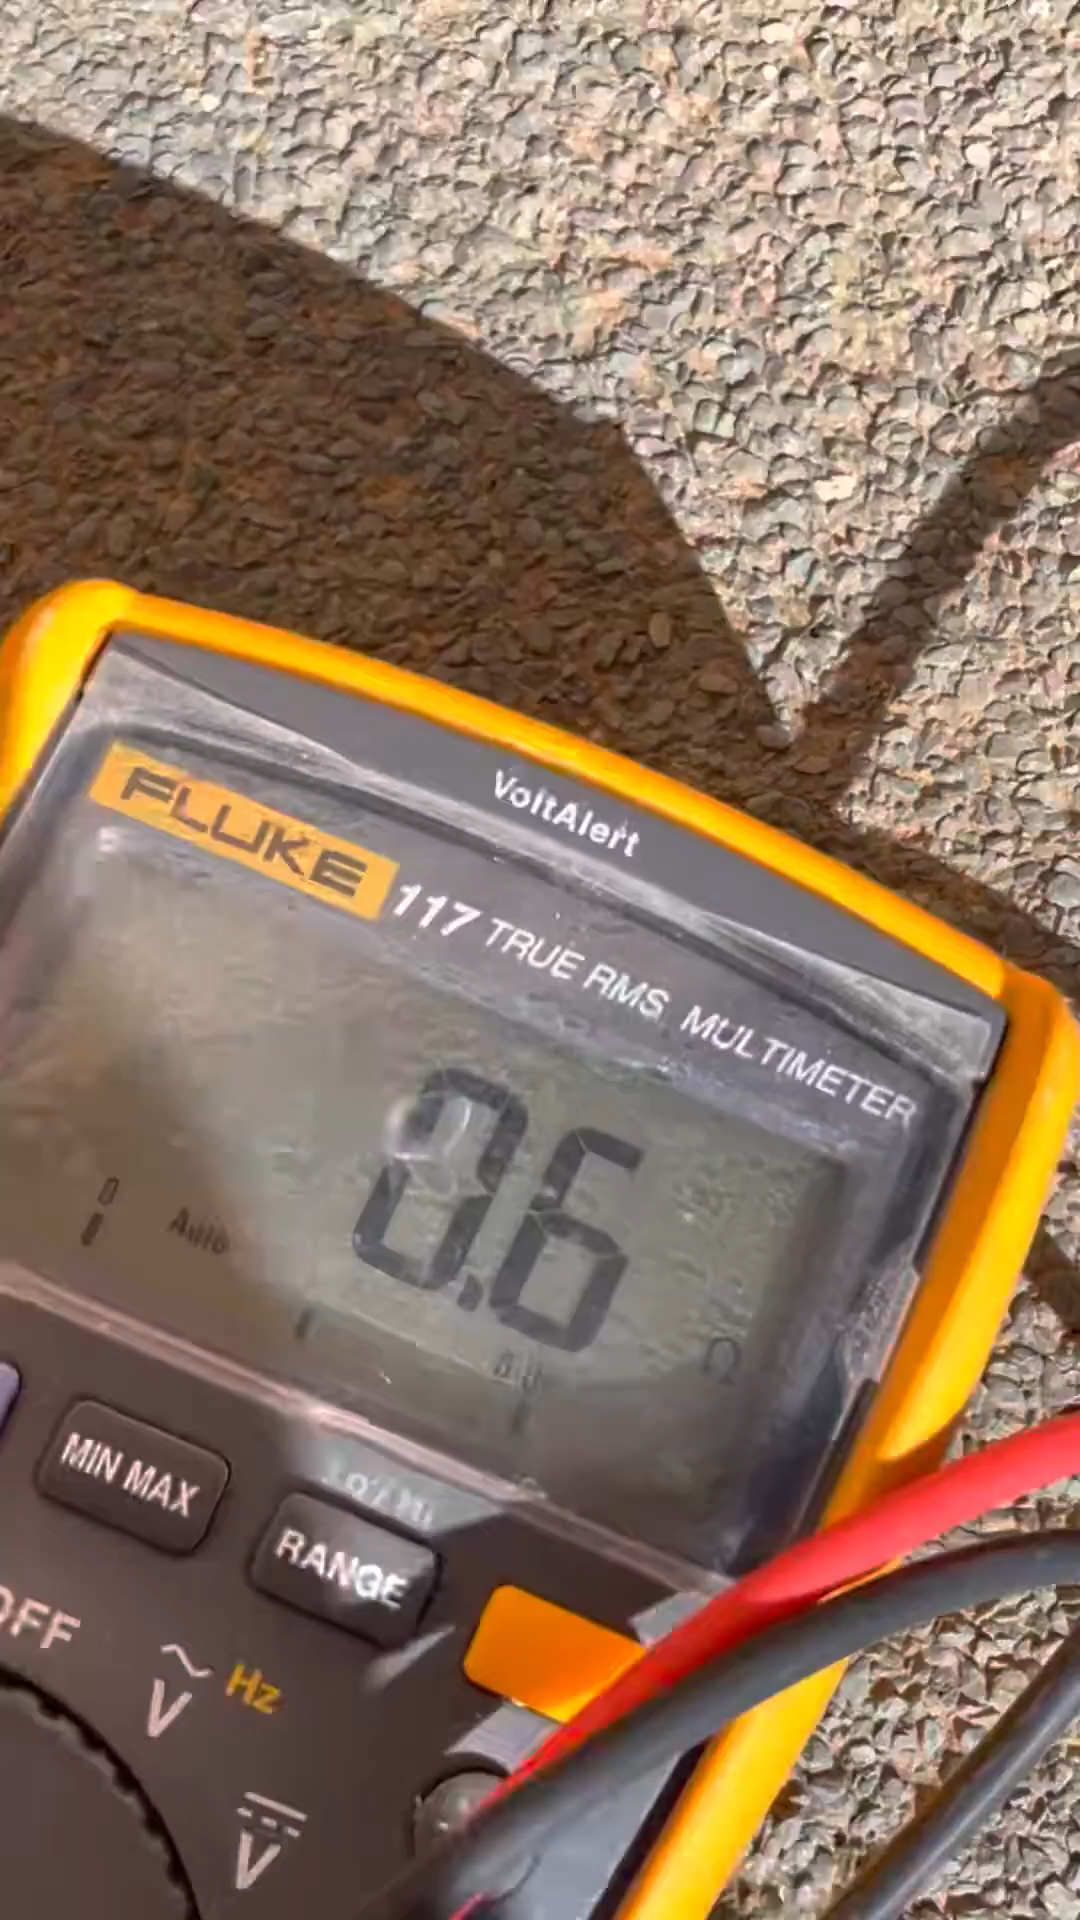 VoltAlert
FLUKE 117 TRUE RMS MULTIMETER
0.6
Auto
Ω
MIN MAX
RANGE
OFF
~
V Hz
V